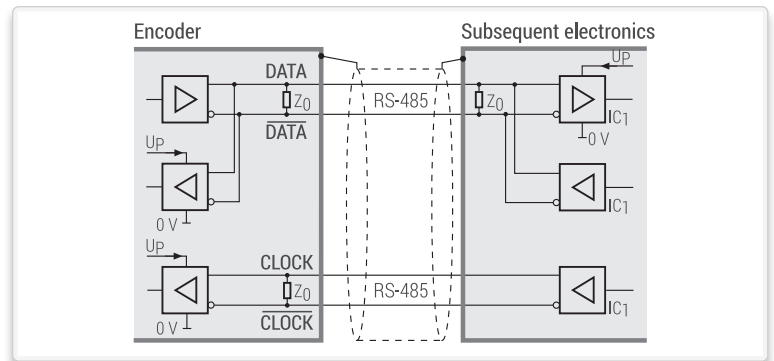 Encoder
Subsequent electronics
UP
DATA
Z0
RS-485
Z0
IC1
DATA
0 V
UP
0 V
IC1
UP
CLOCK
Z0
RS-485
IC1
0 V
CLOCK